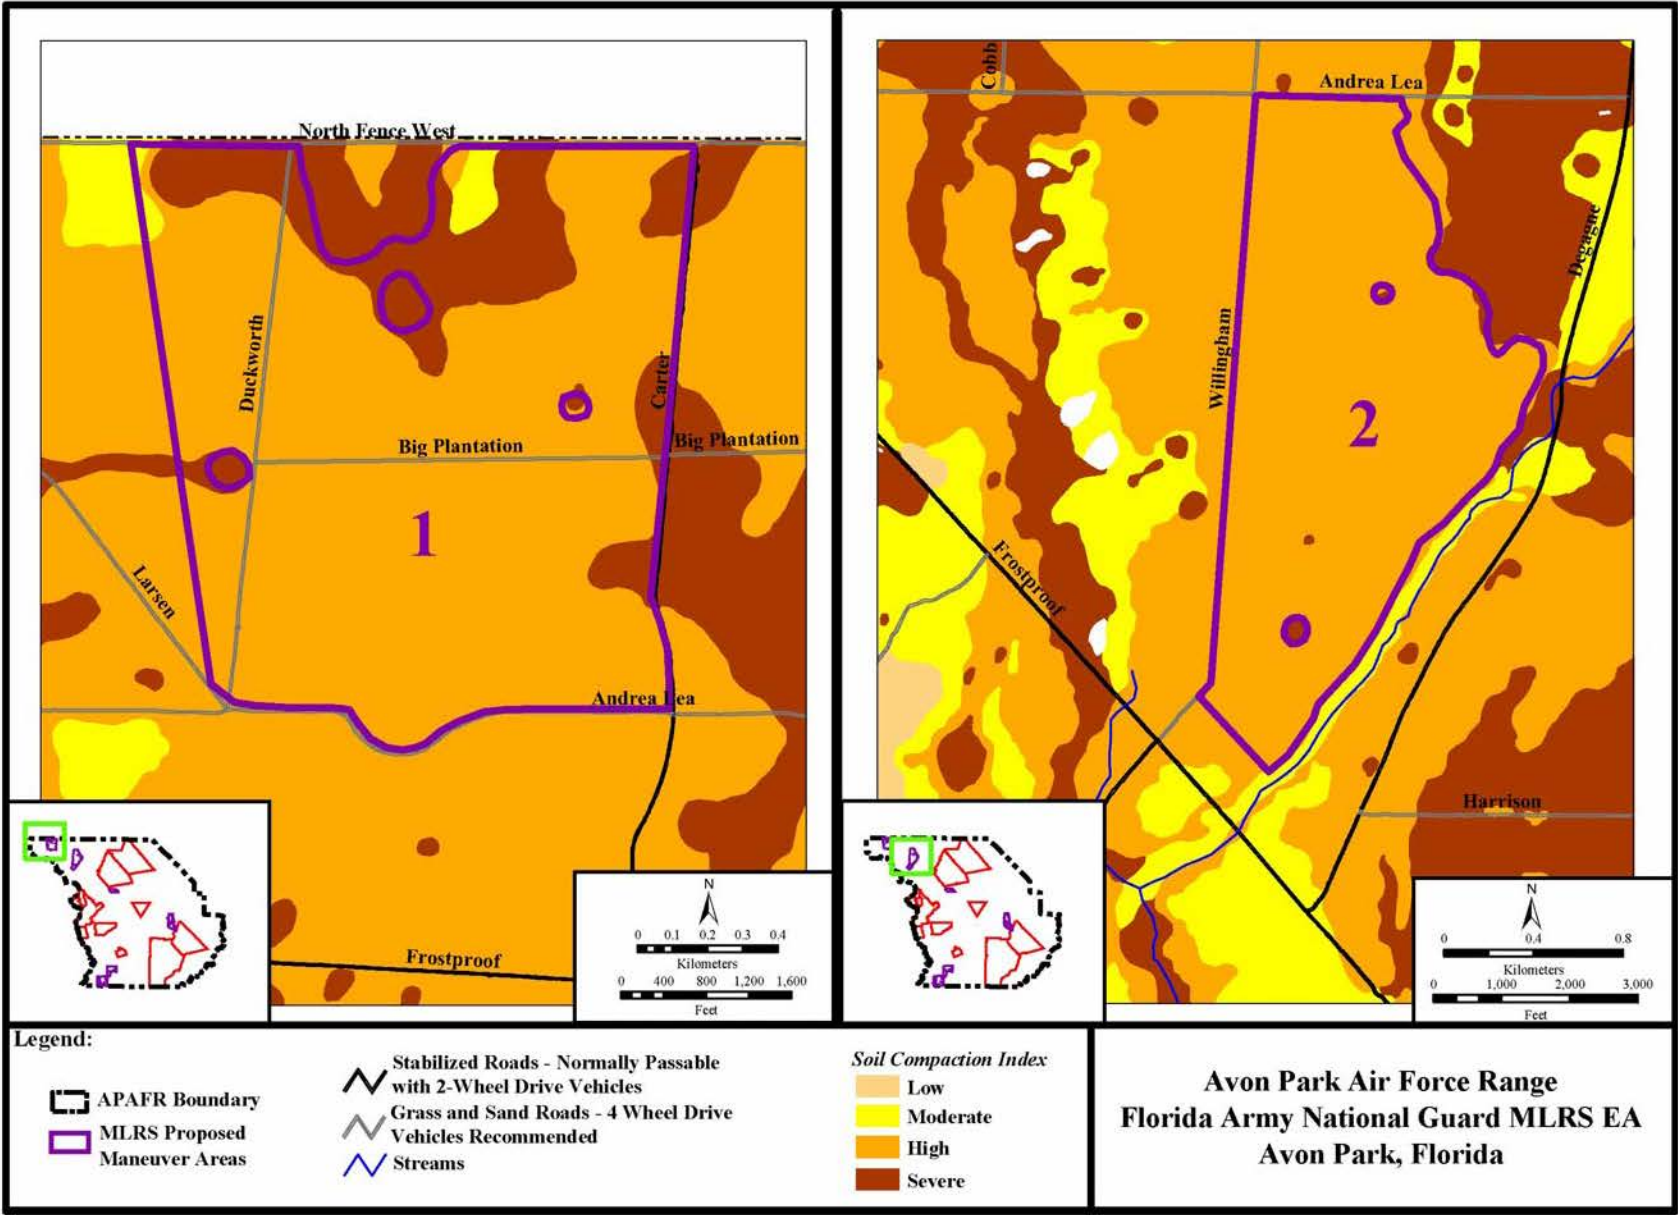 North Fence West
Duckworth
Carter
Big Plantation
Big Plantation
1
Larsen
Andrea Lea
Frostproof
N
0 0.1 0.2 0.3 0.4
Kilometers
0 400 800 1,200 1,600
Feet
Cobb
Andrea Lea
Degagne
Willingham
2
Frostproof
Harrison
N
0 0.4 0.8
Kilometers
0 1,000 2,000 3,000
Feet
Legend:
APAFR Boundary
MLRS Proposed
Maneuver Areas
Stabilized Roads - Normally Passable
with 2-Wheel Drive Vehicles
Grass and Sand Roads - 4 Wheel Drive
Vehicles Recommended
Streams
Soil Compaction Index
Low
Moderate
High
Severe
Avon Park Air Force Range
Florida Army National Guard MLRS EA
Avon Park, Florida